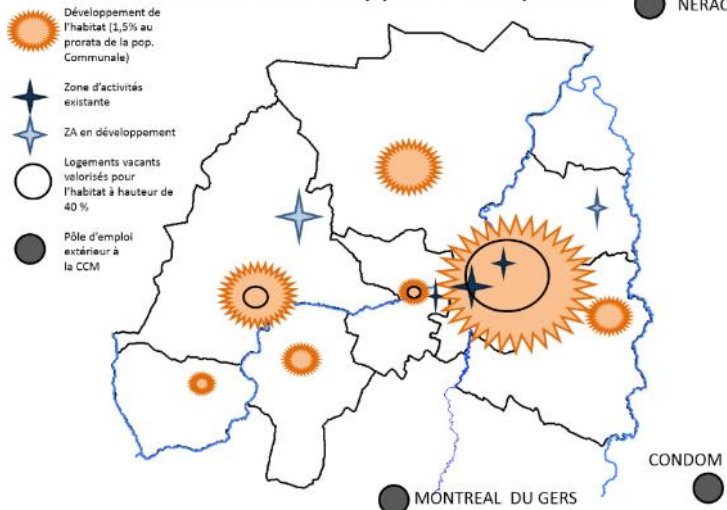 NERAC
Développement de
l'habitat (1,5% au
prorata de la pop.
Communale)
Zone d'activités
existante
ZA en développement
Logements vacants
valorisés pour
l'habitat à hauteur de
40 %
Pôle d'emploi
extérieur à
la CCM
CONDOM
MONTREAL DU GERS